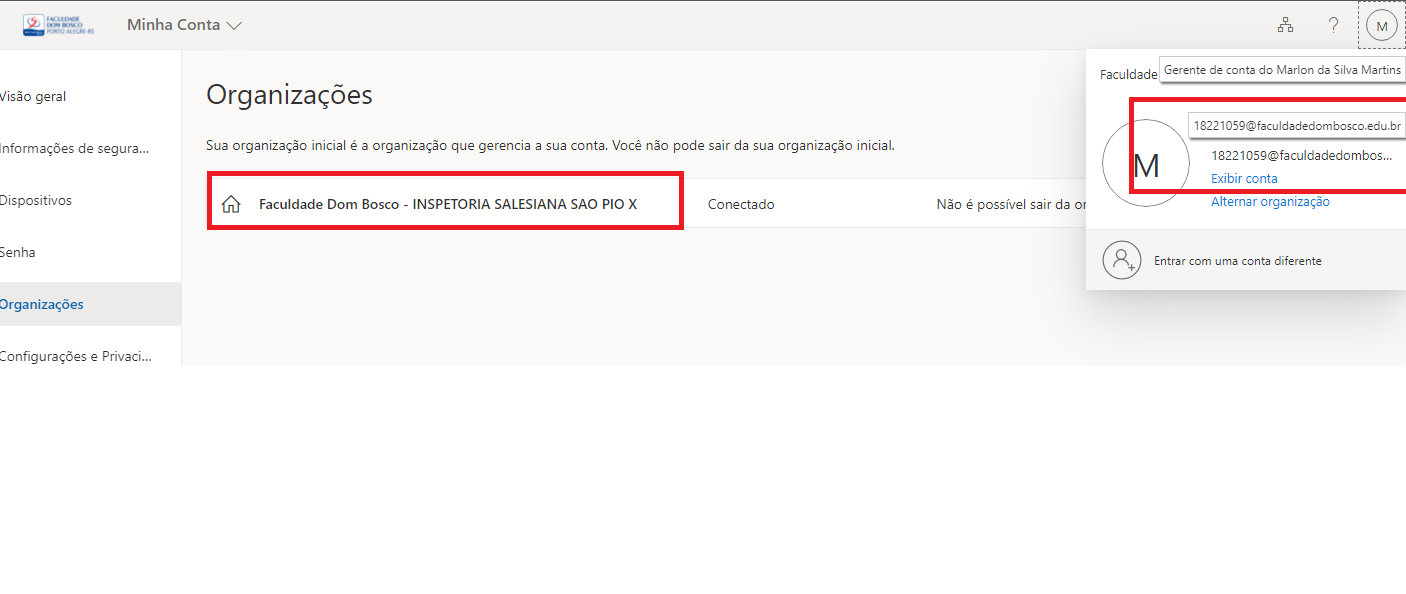 FACULDADE
DOM BOSCO
PORTO ALEGRE-RS
Minha Conta
?
M
Faculdade
Gerente de conta do Marlon da Silva Martins
18221059@faculdadedombosco.edu.br
M
18221059@faculdadedombos...
Exibir conta
Alternar organização
Entrar com uma conta diferente
Visão geral
Informações de segura...
Dispositivos
Senha
Organizações
Configurações e Privaci...
Organizações
Sua organização inicial é a organização que gerencia a sua conta. Você não pode sair da sua organização inicial.
Faculdade Dom Bosco - INSPETORIA SALESIANA SAO PIO X
Conectado
Não é possível sair da or